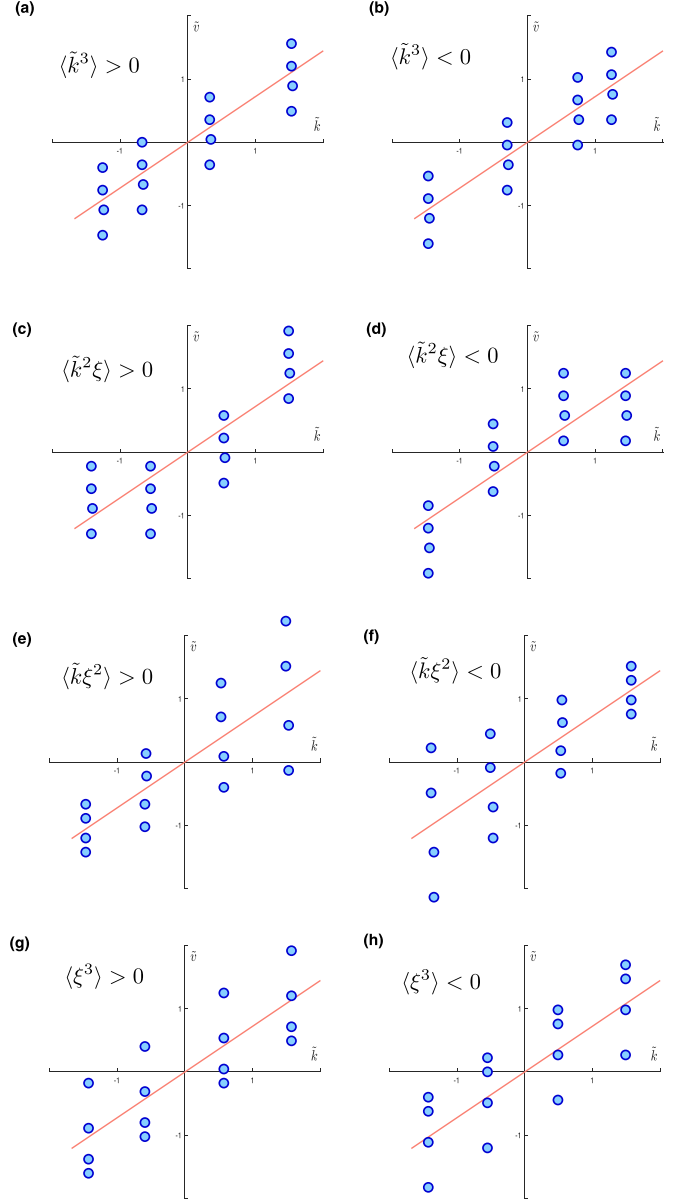 (a)
ṽ
⟨k̃³⟩ > 0
1
k̃
-1
1
-1
(b)
ṽ
⟨k̃³⟩ < 0
1
k̃
-1
1
-1
(c)
ṽ
⟨k̃²ξ⟩ > 0
1
k̃
-1
1
-1
(d)
ṽ
⟨k̃²ξ⟩ < 0
1
k̃
-1
1
-1
(e)
ṽ
⟨k̃ξ²⟩ > 0
1
k̃
-1
1
-1
(f)
ṽ
⟨k̃ξ²⟩ < 0
1
k̃
-1
1
-1
(g)
ṽ
⟨ξ³⟩ > 0
1
k̃
-1
1
-1
(h)
ṽ
⟨ξ³⟩ < 0
1
k̃
-1
1
-1